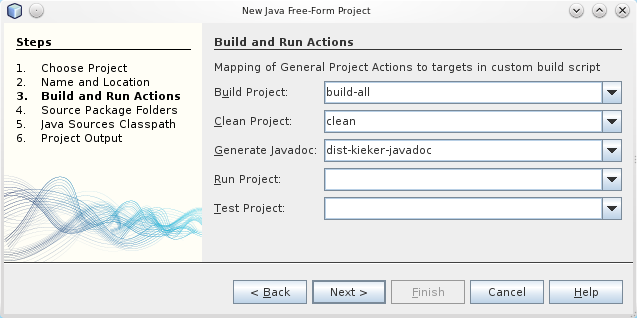 New Java Free-Form Project
Steps
1. Choose Project
2. Name and Location
3. Build and Run Actions
4. Source Package Folders
5. Java Sources Classpath
6. Project Output
Build and Run Actions
Mapping of General Project Actions to targets in custom build script
Build Project: build-all
Clean Project: clean
Generate Javadoc: dist-kieker-javadoc
Run Project:
Test Project:
< Back Next > Finish Cancel Help